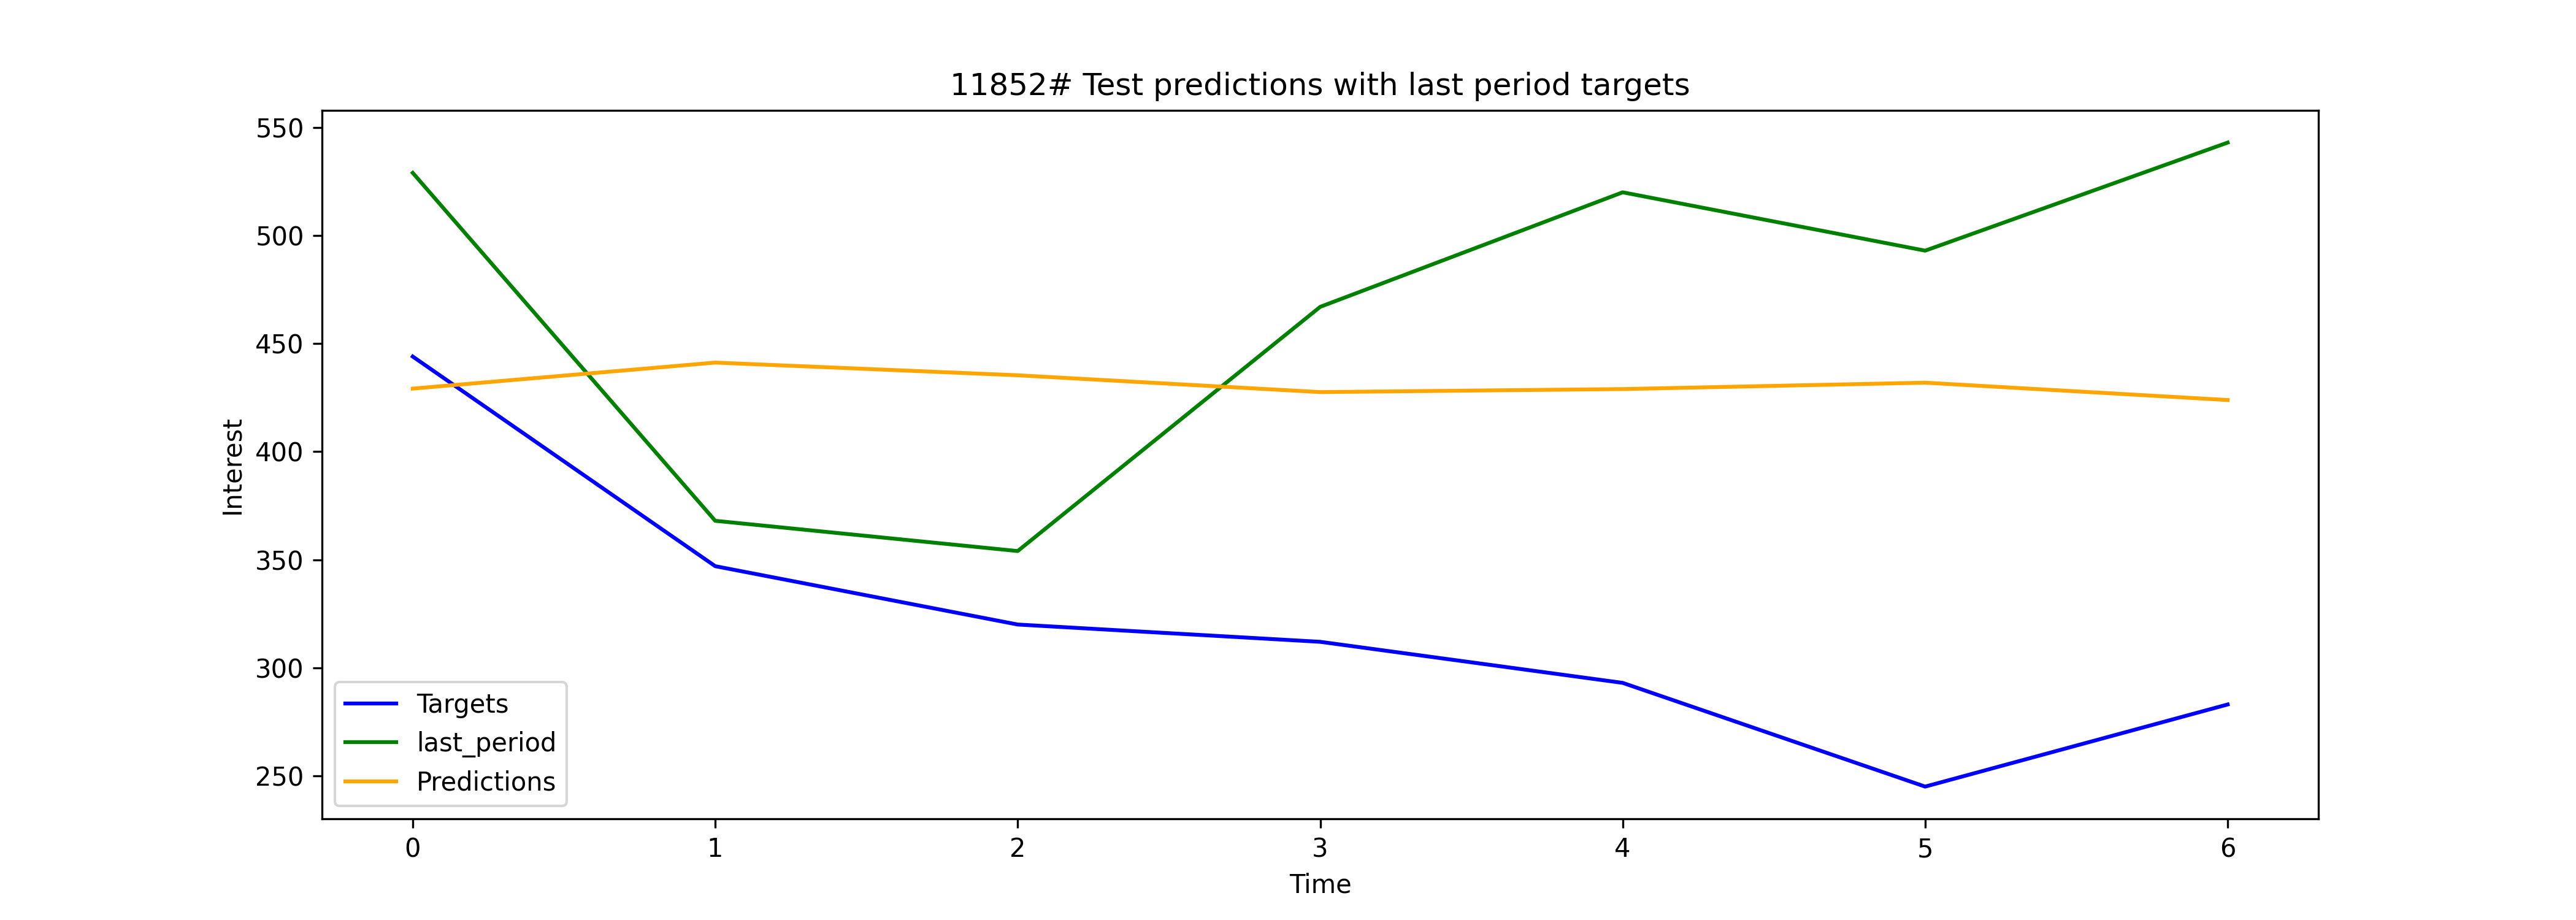 11852# Test predictions with last period targets
550
500
450
400
350
300
250
Interest
Targets
last_period
Predictions
0 1 2 3 4 5 6
Time